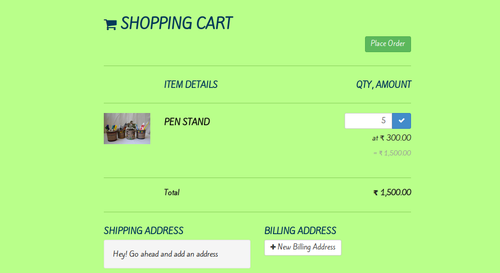 SHOPPING CART
Place Order
ITEM DETAILS
QTY, AMOUNT
PEN STAND
5
at ₹ 300.00
= ₹ 1,500.00
Total
₹ 1,500.00
SHIPPING ADDRESS
BILLING ADDRESS
Hey! Go ahead and add an address
+ New Billing Address